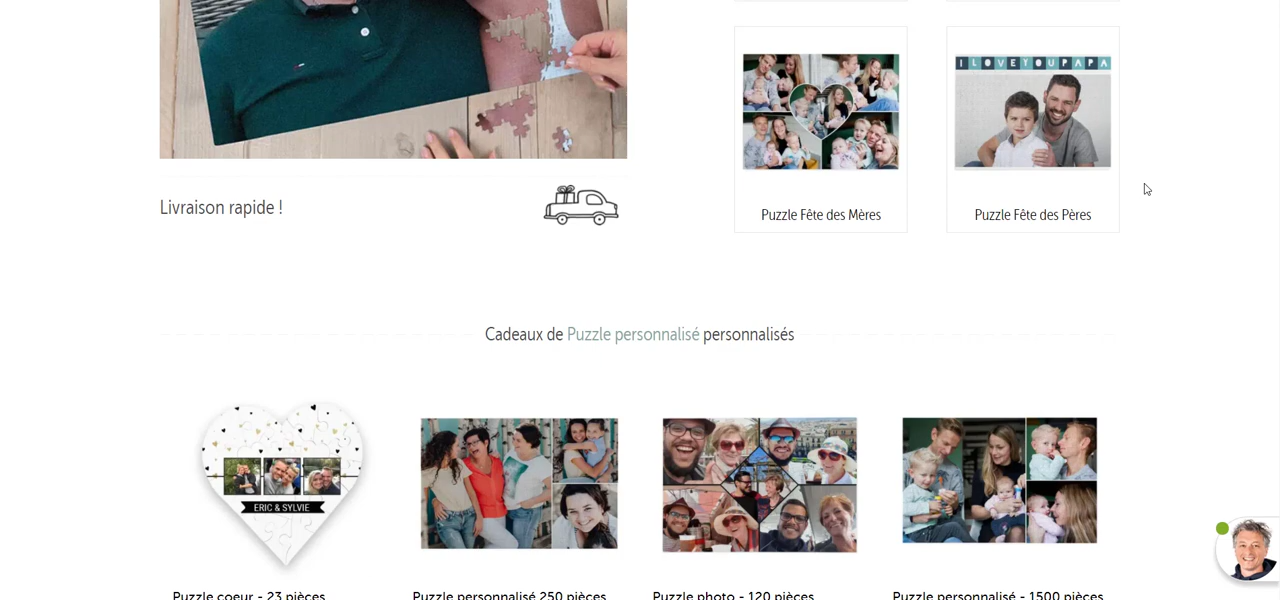 I LOVE YOU PAPA
Puzzle Fête des Mères
Puzzle Fête des Pères
Livraison rapide !
Cadeaux de Puzzle personnalisé personnalisés
ERIC & SYLVIE
Puzzle coeur - 23 pièces
Puzzle personnalisé 250 pièces
Puzzle photo - 120 pièces
Puzzle personnalisé - 1500 pièces